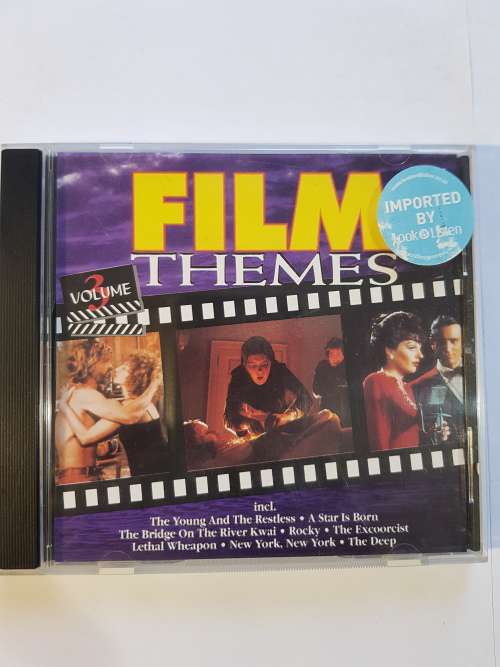 FILM
THEMES
3
VOLUME
IMPORTED
BY
Look & Listen
incl.
The Young And The Restless • A Star Is Born
The Bridge On The River Kwai • Rocky • The Excoorcist
Lethal Wheapon • New York, New York • The Deep